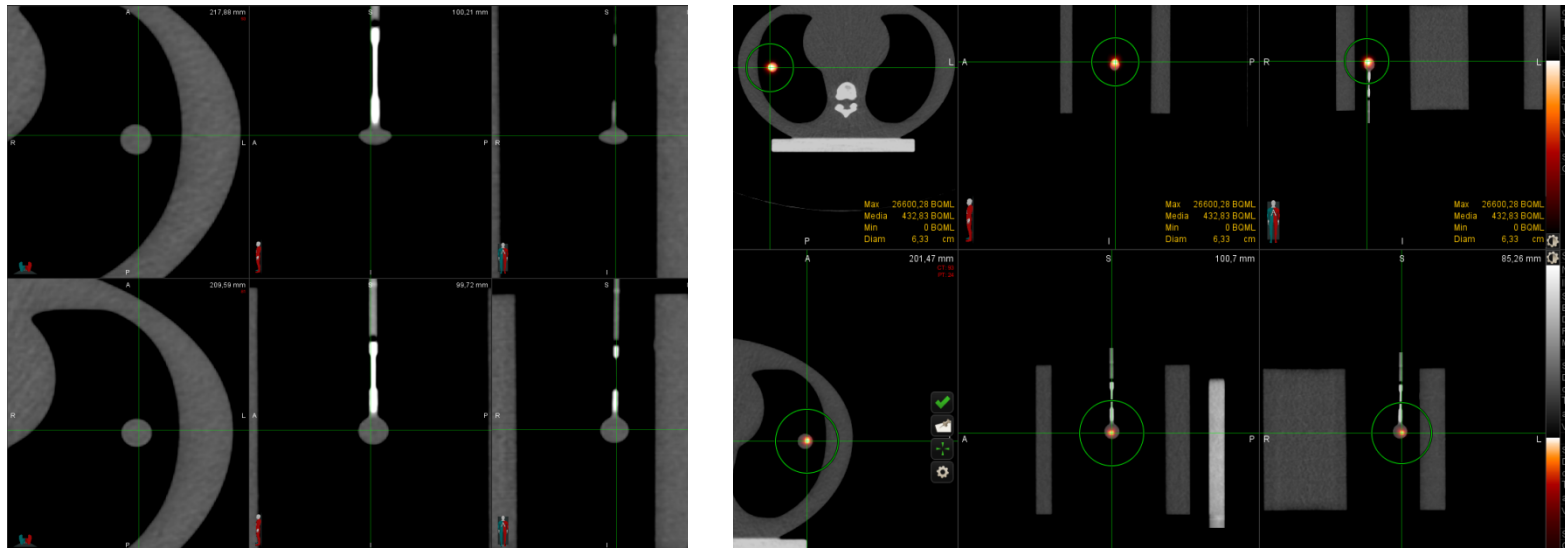 A
217,88 mm
S
100,21 mm
S
R
L
A
P
R
P
I
I
A
209,59 mm
99,72 mm
S
R
L
A
P
R
P
I
I
L
A
P
R
L
Max 26600,28 BQML
Media 432,83 BQML
Min 0 BQML
Diam 6,33 cm
Max 26600,28 BQML
Media 432,83 BQML
Min 0 BQML
Diam 6,33 cm
Max 26600,28 BQML
Media 432,83 BQML
Min 0 BQML
Diam 6,33 cm
P
I
I
A
201,47 mm
S
100,7 mm
S
85,26 mm
A
P
R
L